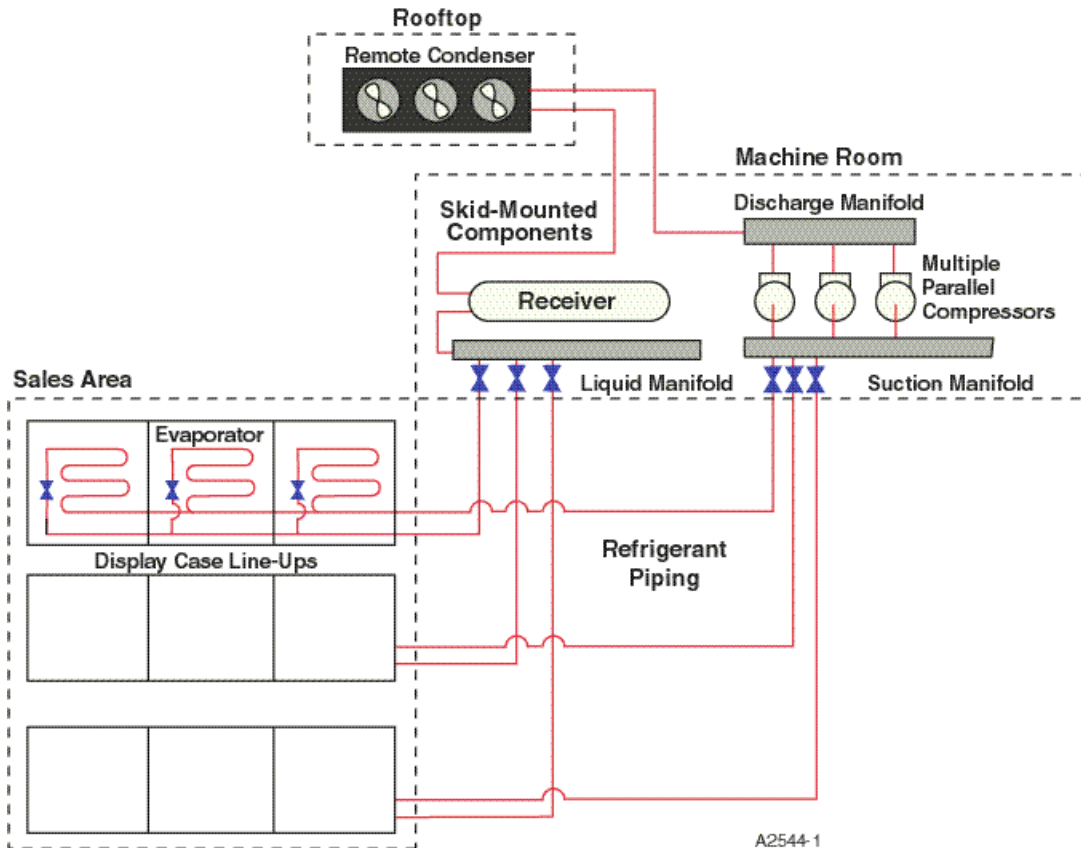 Rooftop
Remote Condenser
Machine Room
Skid-Mounted
Components
Discharge Manifold
Multiple
Parallel
Compressors
Receiver
Liquid Manifold
Suction Manifold
Sales Area
Evaporator
Display Case Line-Ups
Refrigerant
Piping
A2544-1